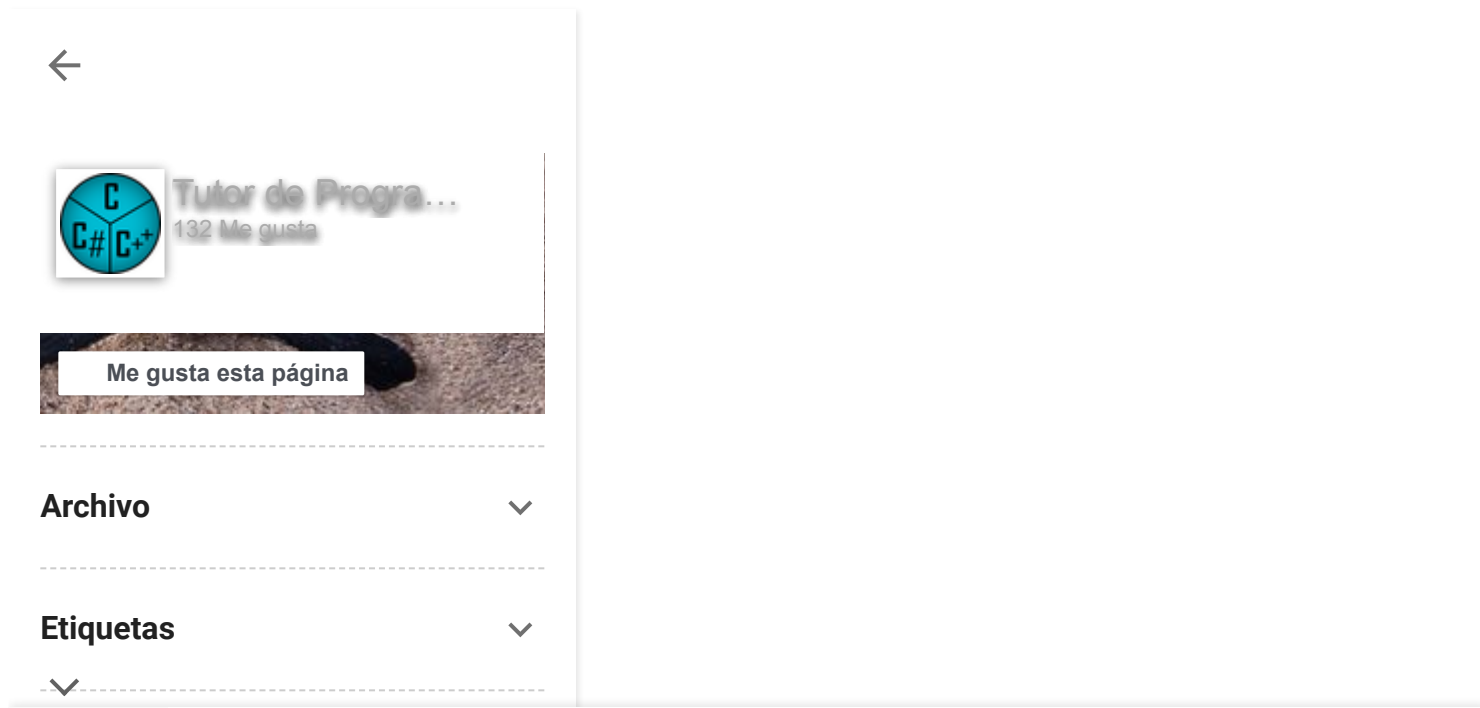 C
C#
C++
Tutor de Progra...
132 Me gusta
Me gusta esta página
Archivo
Etiquetas